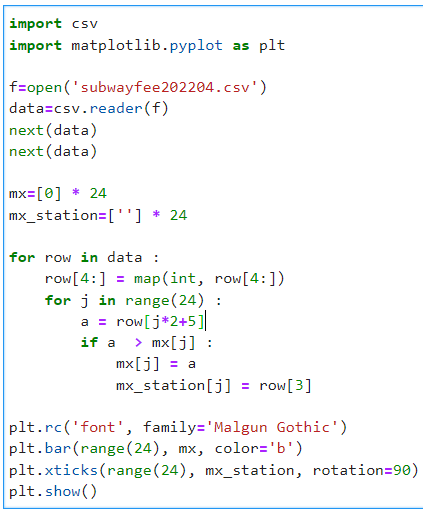 import csv
import matplotlib.pyplot as plt

f=open('subwayfee202204.csv')
data=csv.reader(f)
next(data)
next(data)

mx=[0] * 24
mx_station=[''] * 24

for row in data :
    row[4:] = map(int, row[4:])
    for j in range(24) :
        a = row[j*2+5]
        if a  > mx[j] :
            mx[j] = a
            mx_station[j] = row[3]

plt.rc('font', family='Malgun Gothic')
plt.bar(range(24), mx, color='b')
plt.xticks(range(24), mx_station, rotation=90)
plt.show()